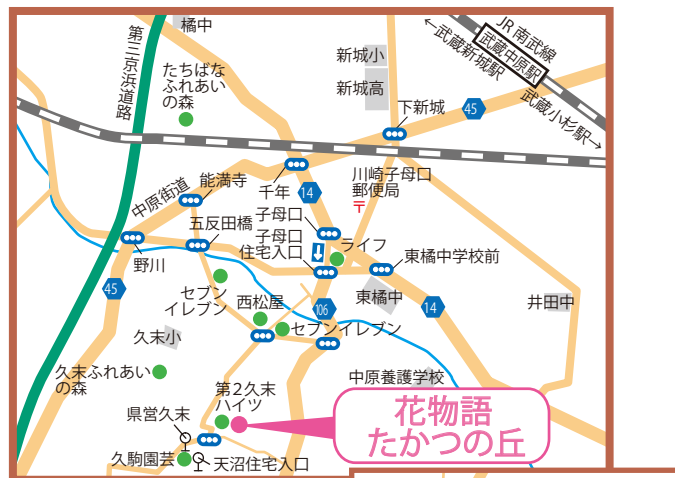 橘中
第三京浜道路
たちばな
ふれあい
の森
新城小
新城高
JR南武線
武蔵中原駅
←武蔵新城駅
武蔵小杉駅→
45
下新城
中原街道
能満寺
千年
14
川崎子母口
郵便局
〒
五反田橋
子母口
子母口
住宅入口
ライフ
東橘中学校前
野川
45
セブン
イレブン
西松屋
106
東橘中
14
井田中
久末小
セブンイレブン
久末ふれあい
の森
中原養護学校
第2久末
ハイツ
県営久末
花物語
たかつの丘
久駒園芸
天沼住宅入口